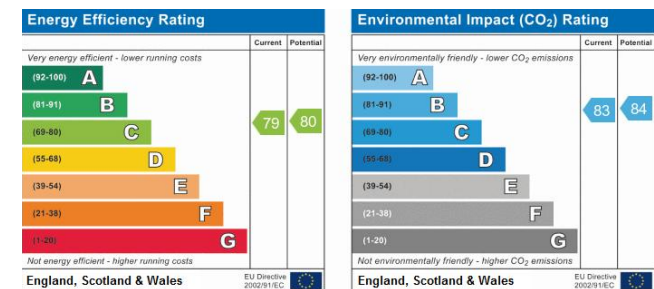 Energy Efficiency Rating
Current Potential
Very energy efficient - lower running costs
(92-100) A
(81-91) B
(69-80) C
79 80
(55-68) D
(39-54) E
(21-38) F
(1-20) G
Not energy efficient - higher running costs
England, Scotland & Wales
EU Directive
2002/91/EC
Environmental Impact (CO₂) Rating
Current Potential
Very environmentally friendly - lower CO₂ emissions
(92-100) A
(81-91) B
83 84
(69-80) C
(55-68) D
(39-54) E
(21-38) F
(1-20) G
Not environmentally friendly - higher CO₂ emissions
England, Scotland & Wales
EU Directive
2002/91/EC